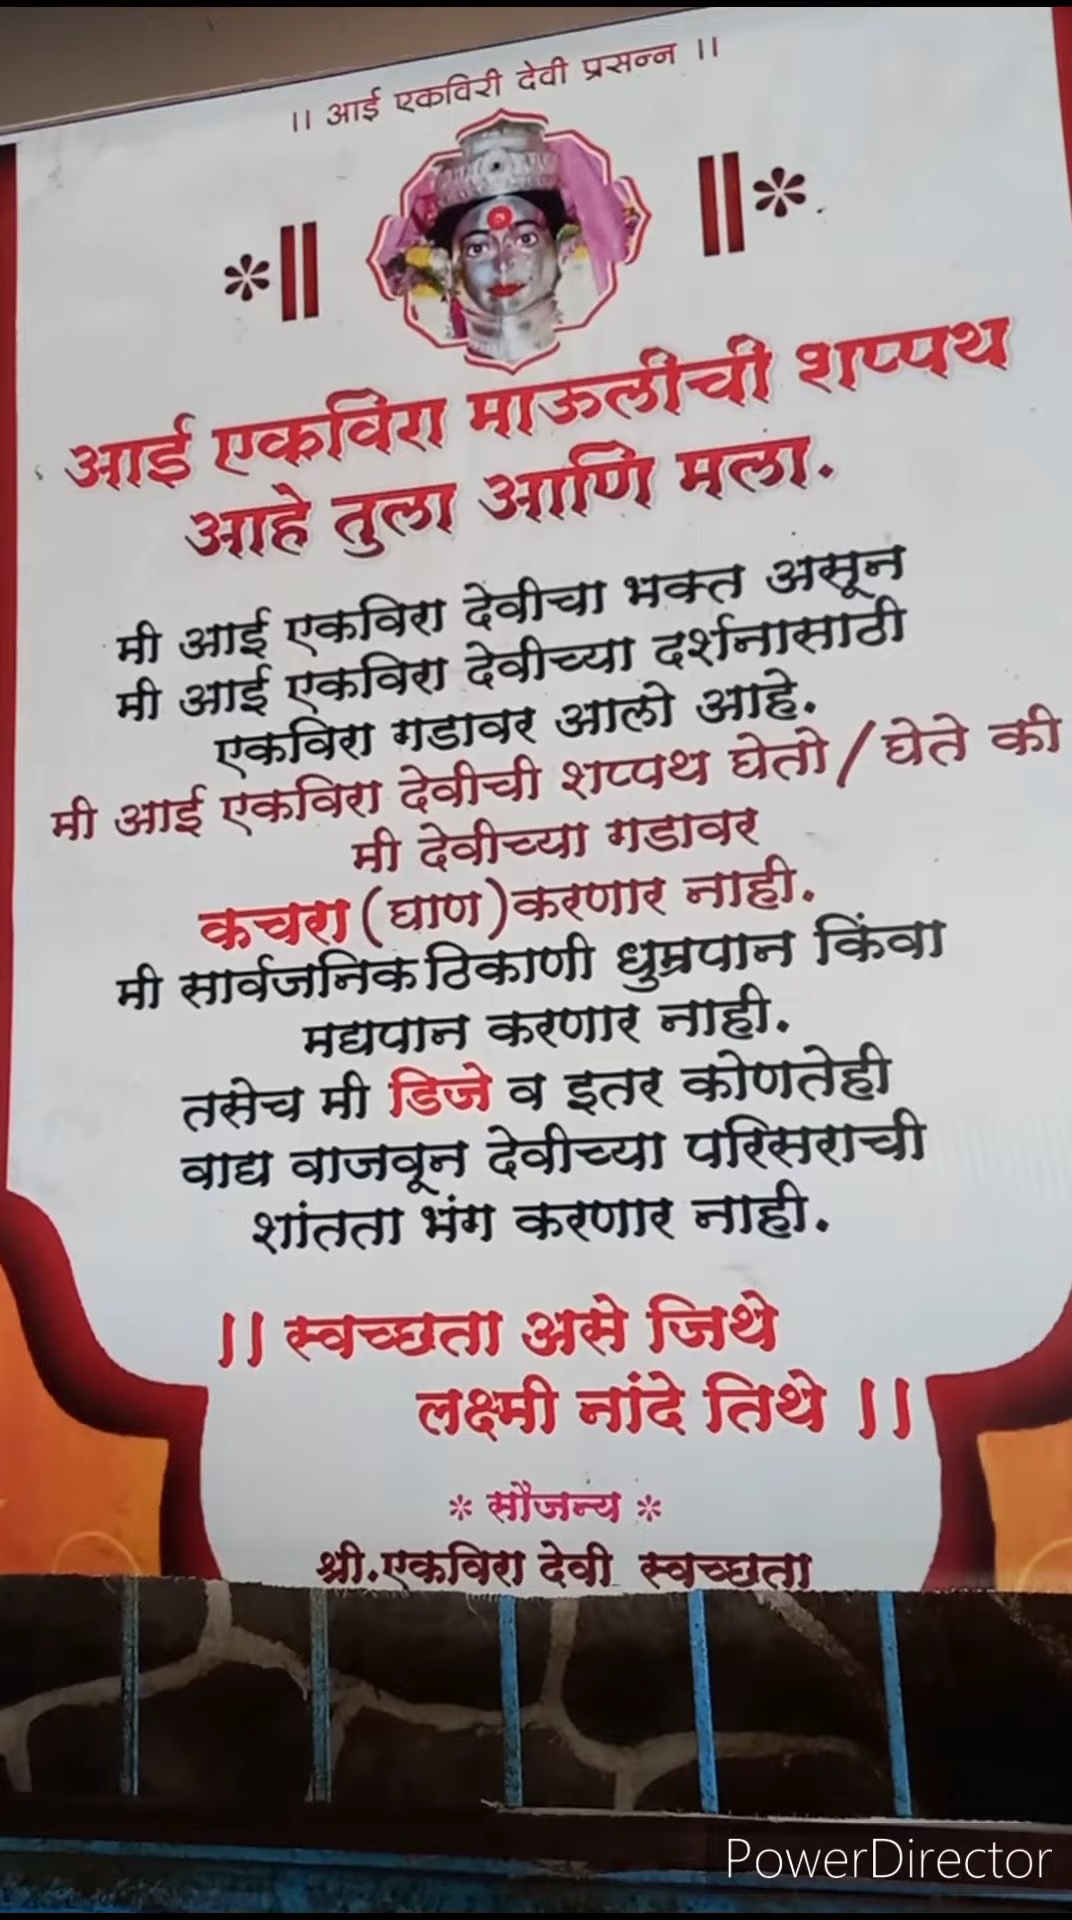 ।। आई एकविरी देवी प्रसन्न ।।
*॥ ॥*
आई एकविरा माऊलीची शप्पथ
आहे तुला आणि मला.
मी आई एकविरा देवीचा भक्त असून
मी आई एकविरा देवीच्या दर्शनासाठी
एकविरा गडावर आलो आहे.
मी आई एकविरा देवीची शप्पथ घेतो/घेते की
मी देवीच्या गडावर
कचरा(घाण)करणार नाही.
मी सार्वजनिक ठिकाणी धुम्रपान किंवा
मद्यपान करणार नाही.
तसेच मी डिजे व इतर कोणतेही
वाद्य वाजवून देवीच्या परिसराची
शांतता भंग करणार नाही.
।। स्वच्छता असे जिथे
लक्ष्मी नांदे तिथे ।।
* सौजन्य *
श्री.एकविरा देवी स्वच्छता
PowerDirector